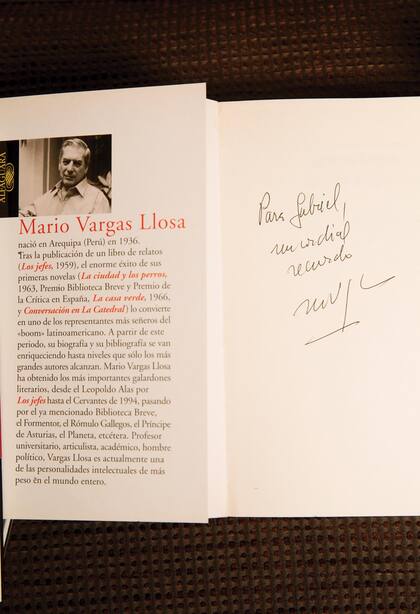 ALFAGUARA
Mario Vargas Llosa
nació en Arequipa (Perú) en 1936.
Tras la publicación de un libro de relatos
(Los jefes, 1959), el enorme éxito de sus
primeras novelas (La ciudad y los perros,
1963, Premio Biblioteca Breve y Premio de
la Crítica en España, La casa verde, 1966,
y Conversación en La Catedral) lo convierte
en uno de los representantes más señeros del
«boom» latinoamericano. A partir de este
periodo, su biografía y su bibliografía se van
enriqueciendo hasta niveles que sólo los más
grandes autores alcanzan. Mario Vargas Llosa
ha obtenido los más importantes galardones
literarios, desde el Leopoldo Alas por
Los jefes hasta el Cervantes de 1994, pasando
por el ya mencionado Biblioteca Breve,
el Formentor, el Rómulo Gallegos, el Príncipe
de Asturias, el Planeta, etcétera. Profesor
universitario, articulista, académico, hombre
político, Vargas Llosa es actualmente una
de las personalidades intelectuales de más
peso en el mundo entero.
Para Gabriel,
un cordial
recuerdo